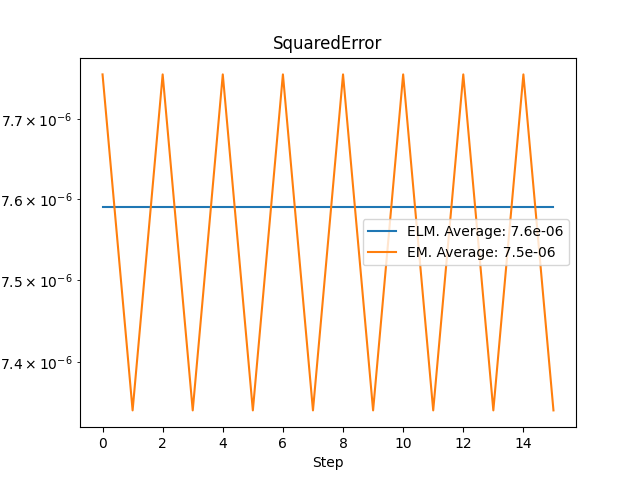 SquaredError
7.7 × 10⁻⁶
7.6 × 10⁻⁶
7.5 × 10⁻⁶
7.4 × 10⁻⁶
ELM. Average: 7.6e-06
EM. Average: 7.5e-06
0 2 4 6 8 10 12 14
Step